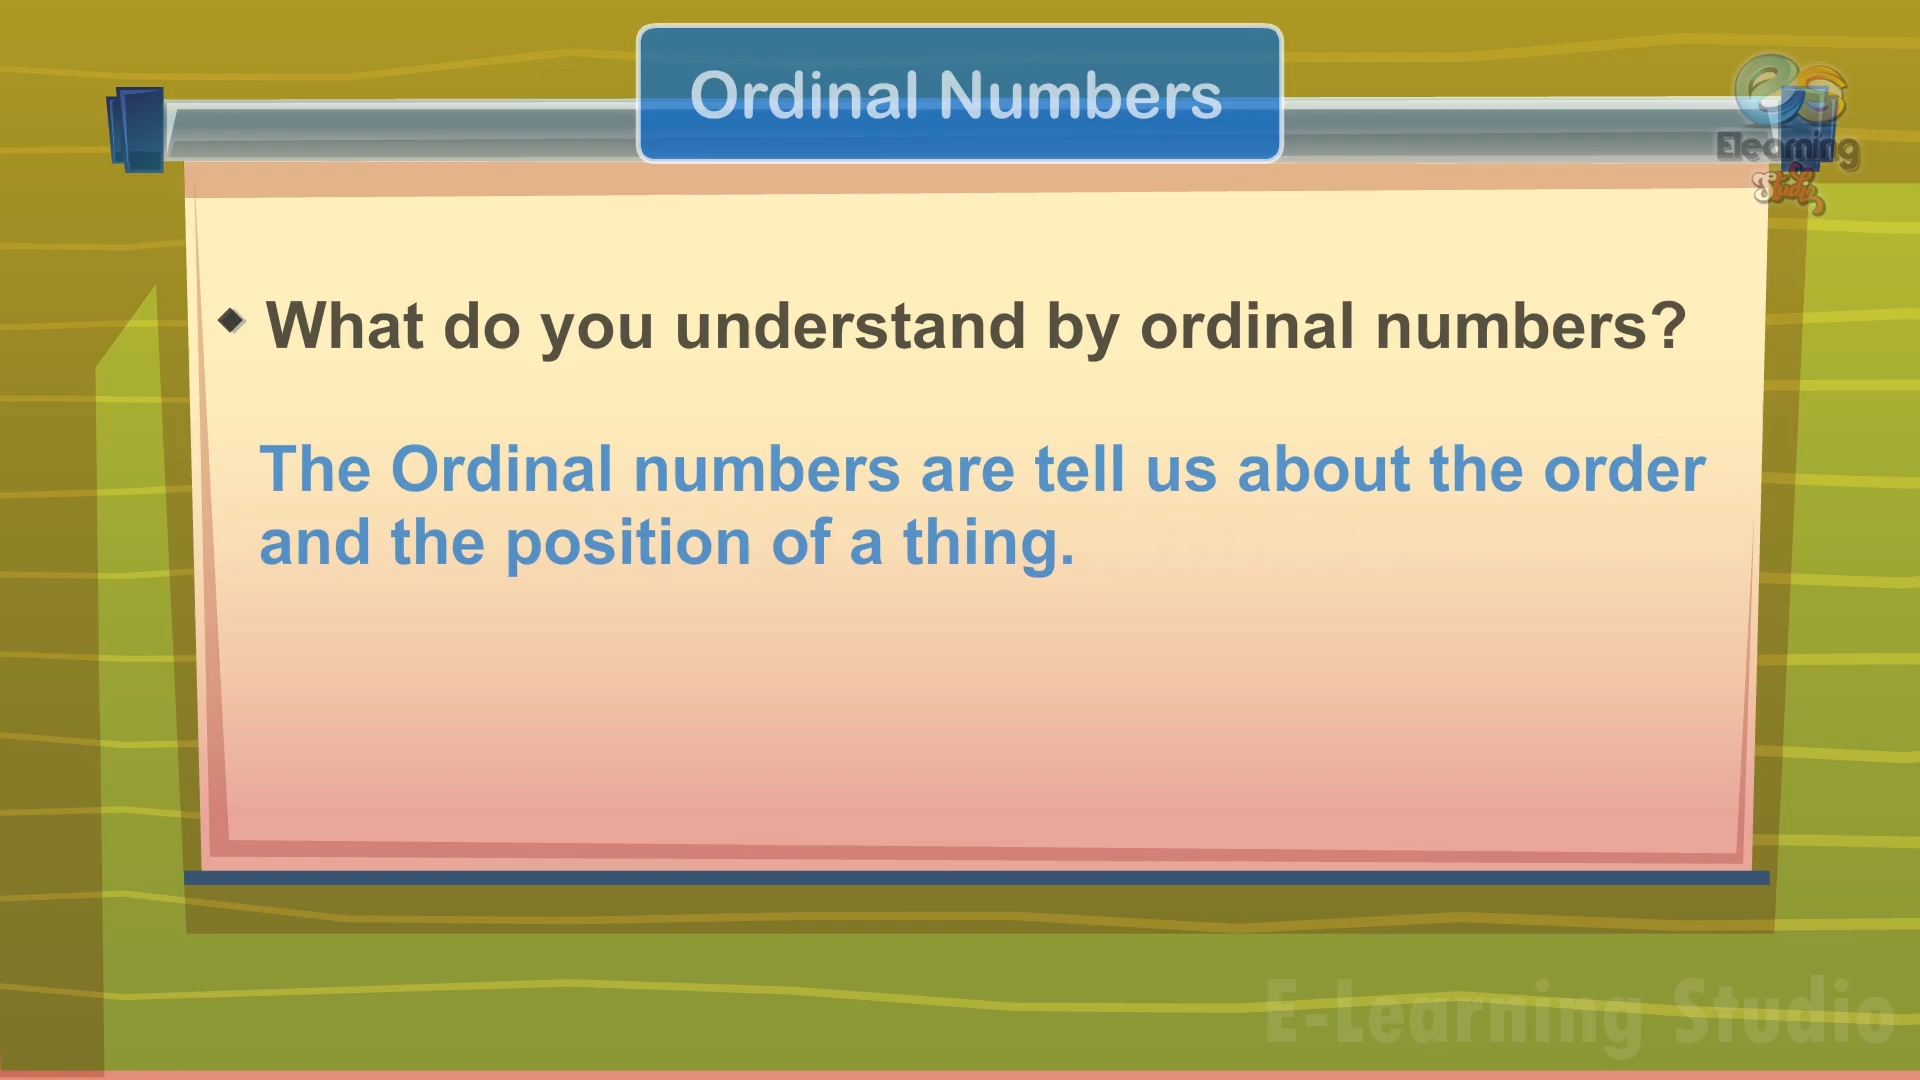 Ordinal Numbers
Elearning
Studio
What do you understand by ordinal numbers?
The Ordinal numbers are tell us about the order
and the position of a thing.
E-Learning Studio